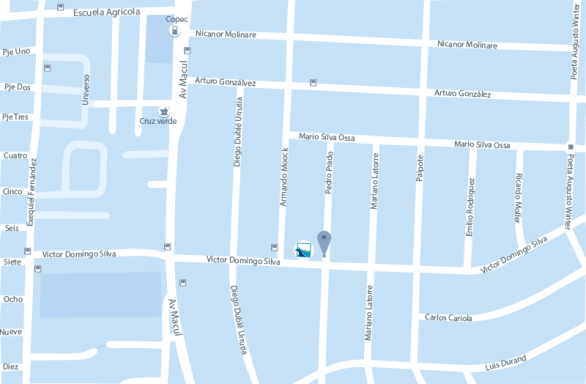 Escuela Agrícola
Copec
Poeta Augusto Winter
Nicanor Molinare
Nicanor Molinare
Pje Uno
Av Macul
Arturo Gonzálvez
Pje Dos
Universo
Arturo González
Pje Tres
Cruz verde
Diego Dublé Urrutia
Mario Silva Ossa
Mario Silva Ossa
Cuatro
Armando Moock
Pedro Prado
Mariano Latorre
Palpote
Emilio Rodríguez
Ricardo Moller
Poeta Augusto Winter
Cinco
Exequiel Fernández
Seis
Victor Domingo Silva
Siete
Victor Domingo Silva
Victor Domingo Silva
Ocho
Av Macul
Diego Dublé Urrutia
Mariano Latorre
Carlos Cariola
Nueve
Luis Durand
Diez